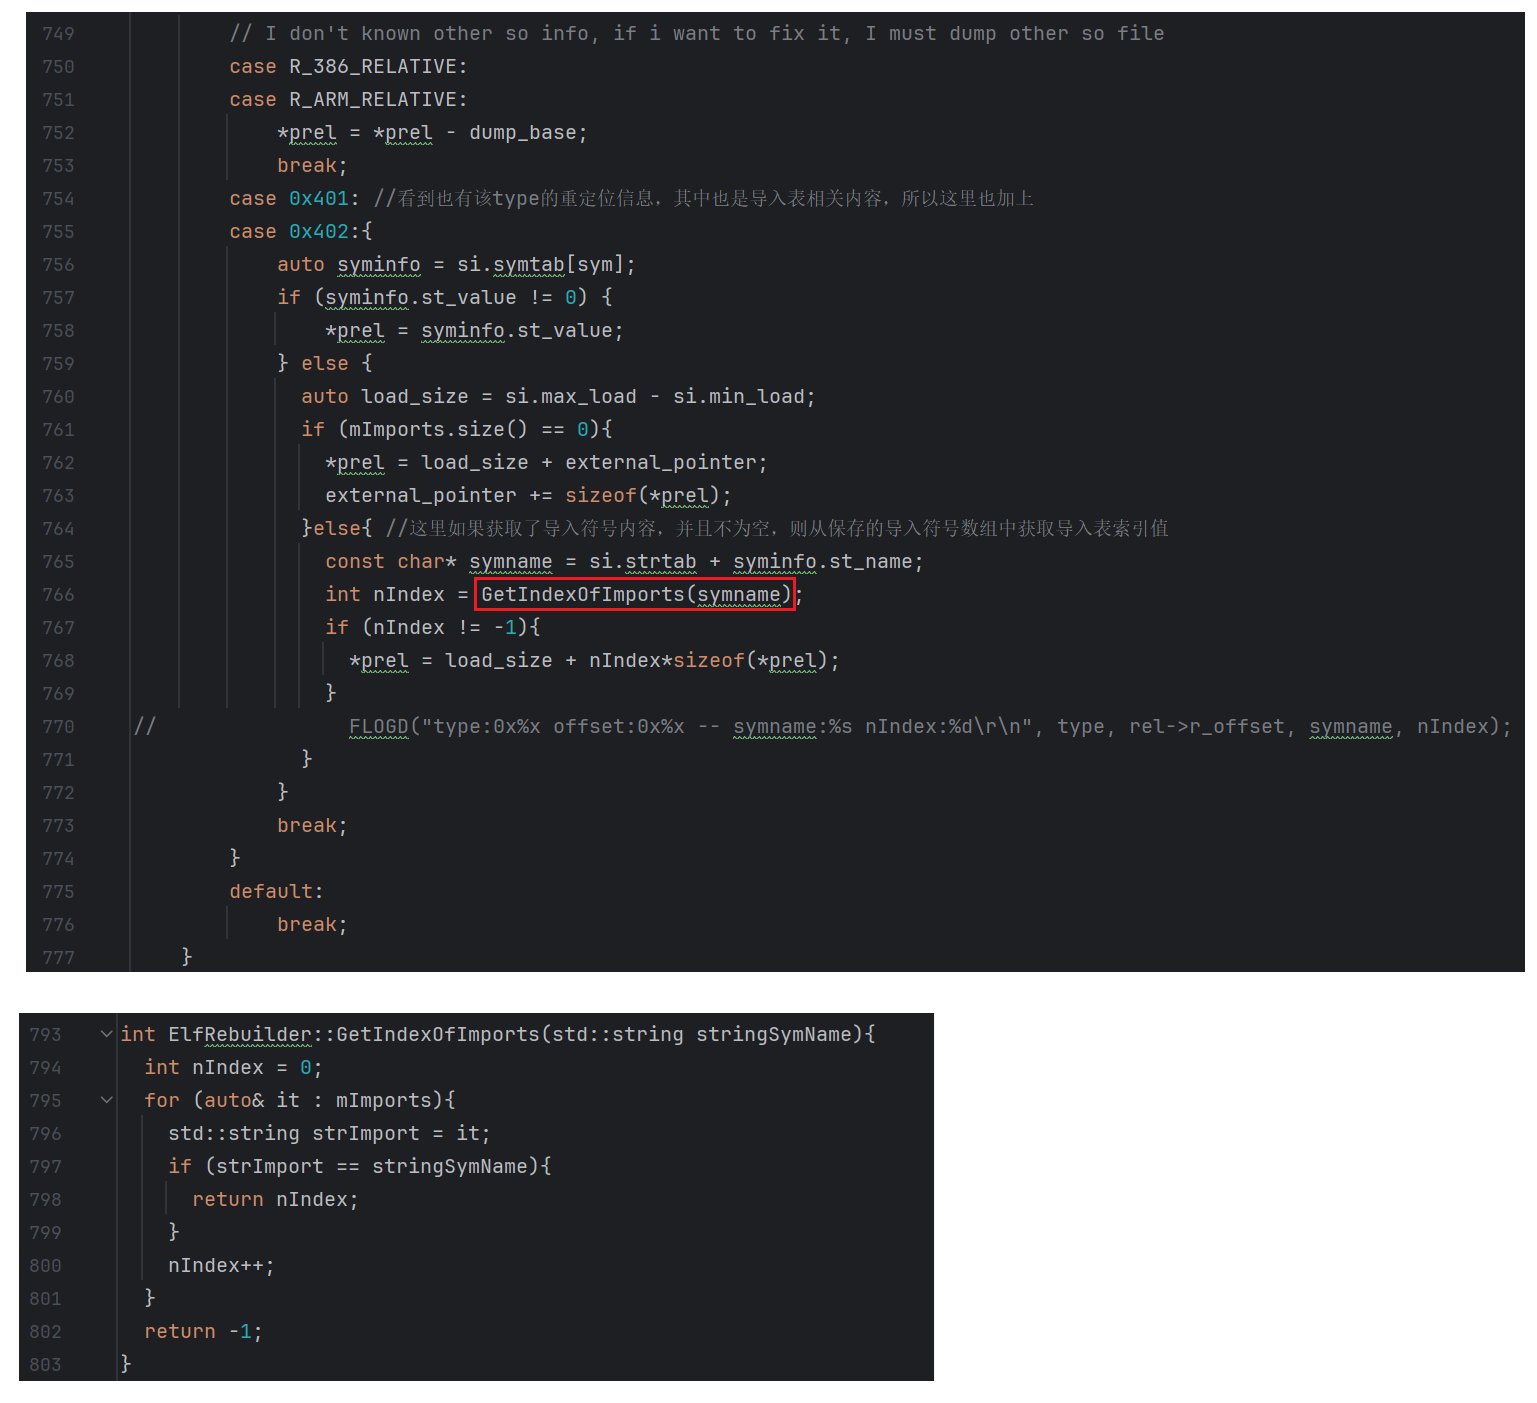 749 // I don't known other so info, if i want to fix it, I must dump other so file
750 case R_386_RELATIVE:
751 case R_ARM_RELATIVE:
752 *prel = *prel - dump_base;
753 break;
754 case 0x401: //看到也有该type的重定位信息，其中也是导入表相关内容，所以这里也加上
755 case 0x402:{
756 auto syminfo = si.symtab[sym];
757 if (syminfo.st_value != 0) {
758 *prel = syminfo.st_value;
759 } else {
760 auto load_size = si.max_load - si.min_load;
761 if (mImports.size() == 0){
762 *prel = load_size + external_pointer;
763 external_pointer += sizeof(*prel);
764 }else{ //这里如果获取了导入符号内容，并且不为空，则从保存的导入符号数组中获取导入表索引值
765 const char* symname = si.strtab + syminfo.st_name;
766 int nIndex = GetIndexOfImports(symname);
767 if (nIndex != -1){
768 *prel = load_size + nIndex*sizeof(*prel);
769 }
770 // FLOGD("type:0x%x offset:0x%x -- symname:%s nIndex:%d\r\n", type, rel->r_offset, symname, nIndex);
771 }
772 }
773 break;
774 }
775 default:
776 break;
777 }
793 int ElfRebuilder::GetIndexOfImports(std::string stringSymName){
794 int nIndex = 0;
795 for (auto& it : mImports){
796 std::string strImport = it;
797 if (strImport == stringSymName){
798 return nIndex;
799 }
800 nIndex++;
801 }
802 return -1;
803 }